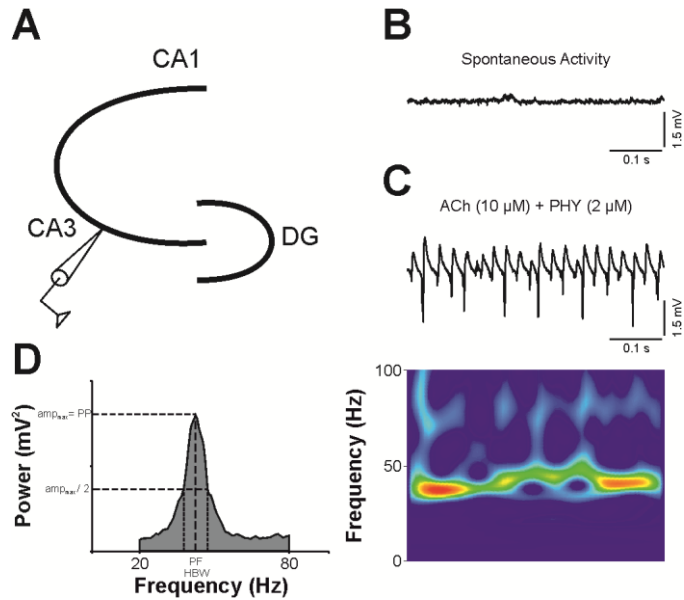 A
CA1
CA3
DG
B
Spontaneous Activity
1.5 mV
0.1 s
C
ACh (10 µM) + PHY (2 µM)
1.5 mV
0.1 s
D
Power (mV²)
ampmax= PP
ampmax/ 2
20
80
PF
HBW
Frequency (Hz)
Frequency (Hz)
100
50
0